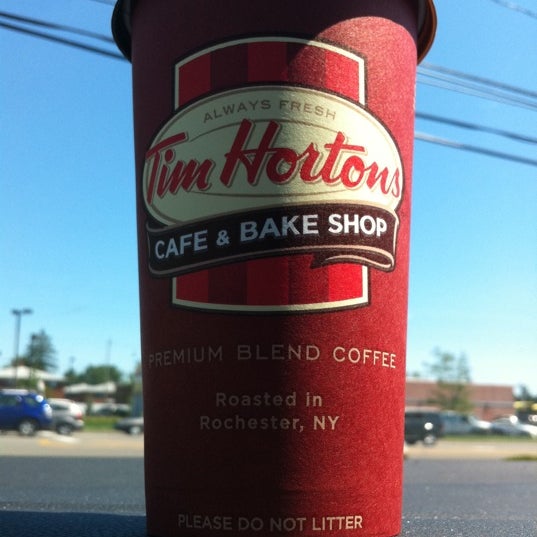 ALWAYS FRESH
Tim Hortons
CAFE & BAKE SHOP
PREMIUM BLEND COFFEE
Roasted in
Rochester, NY
PLEASE DO NOT LITTER